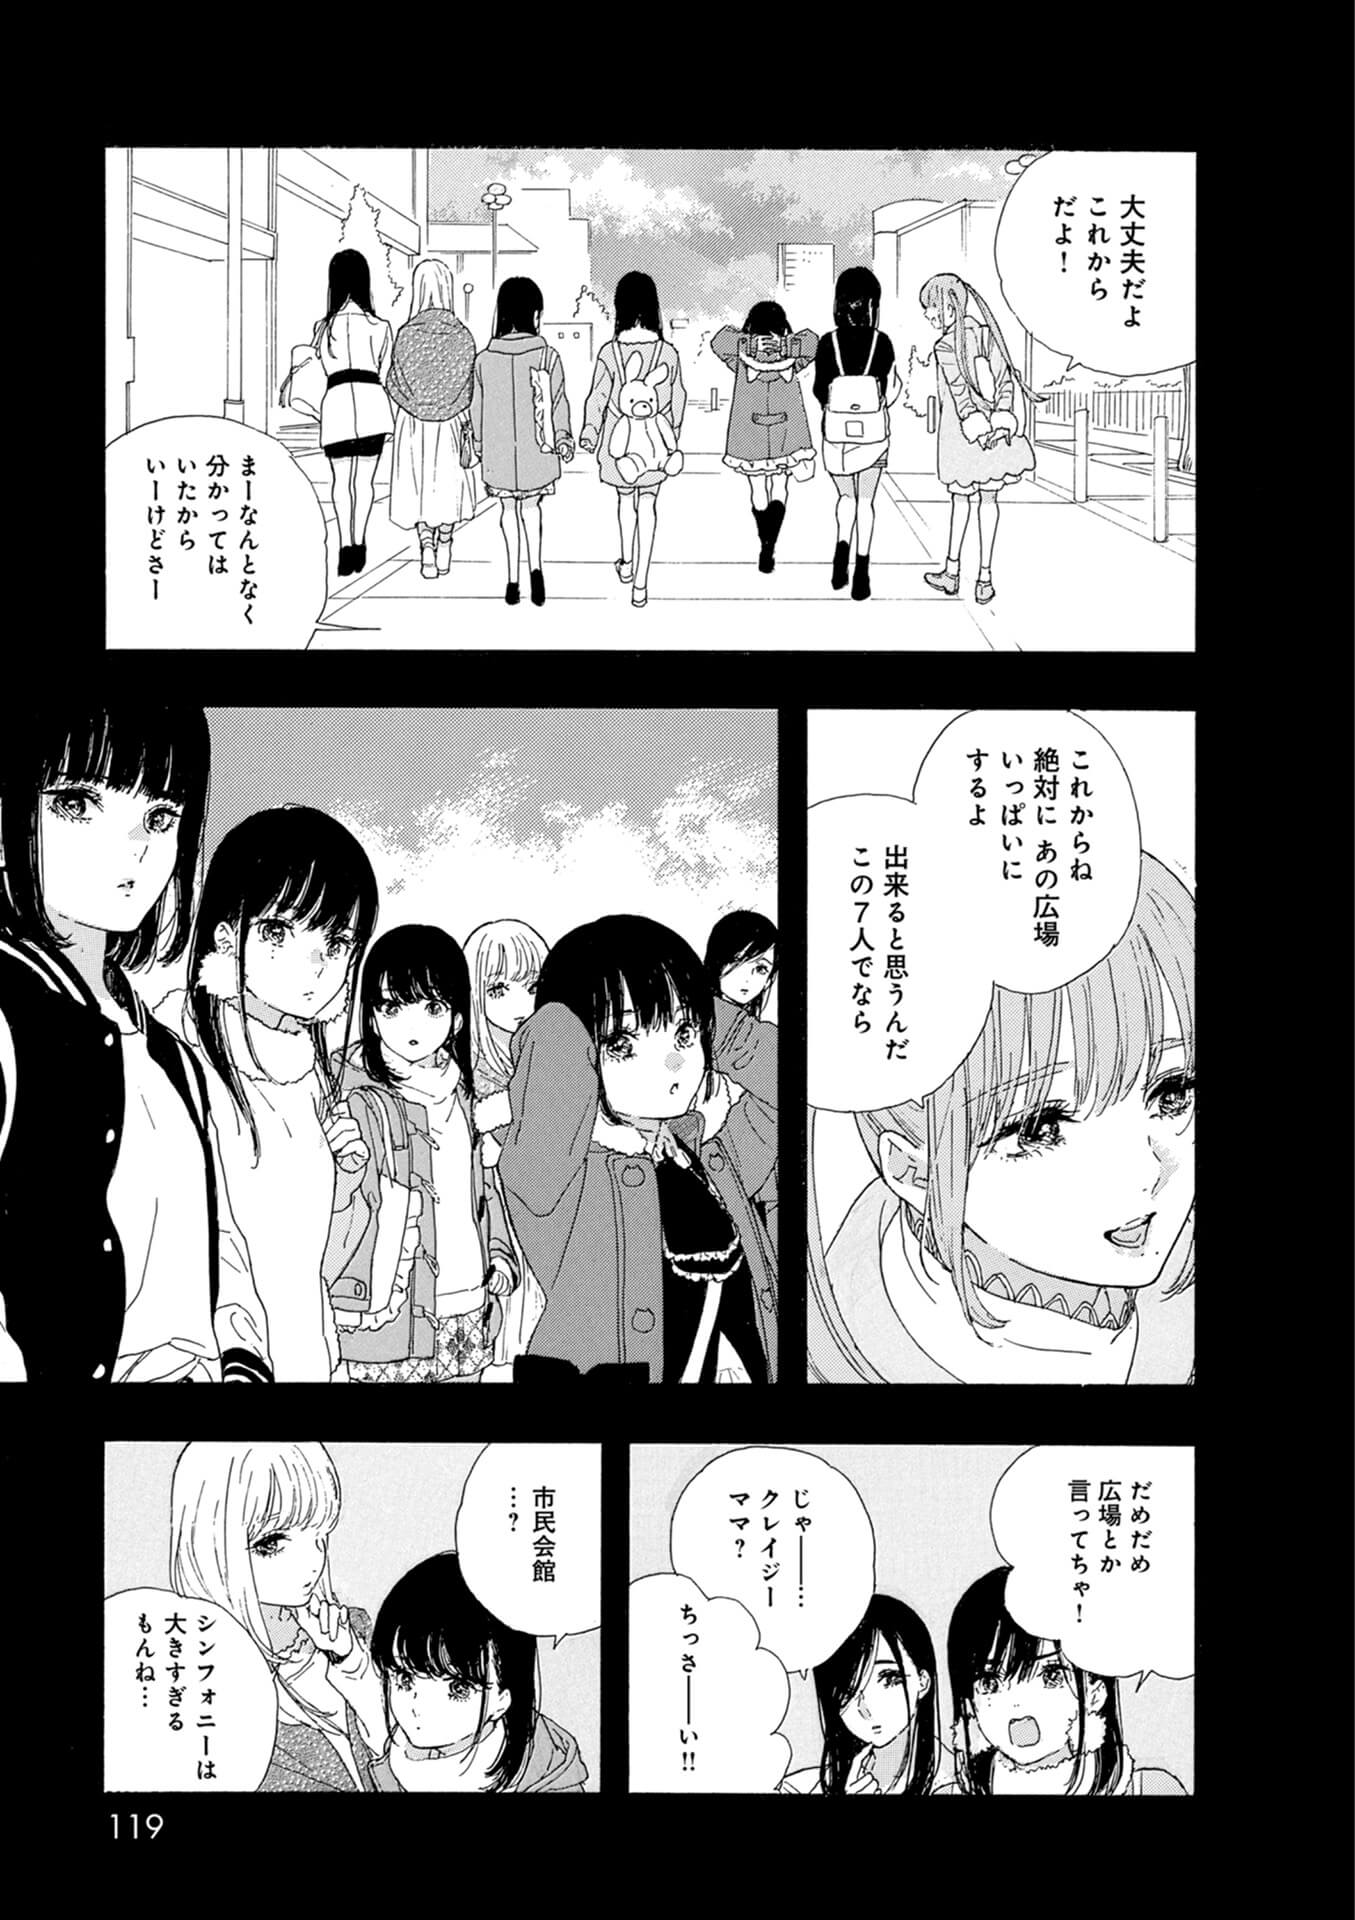 大丈夫だよ
これから
だよ！
まーなんとなく
分かっては
いたから
いーけどさー
これからね
絶対に あの広場
いっぱいに
するよ
出来ると思うんだ
この7人でなら
だめだめ
広場とか
言ってちゃ！
じゃ――…
クレイジー
ママ？
ちっさ――い!!
市民会館
…？
シンフォニーは
大きすぎる
もんね…
119